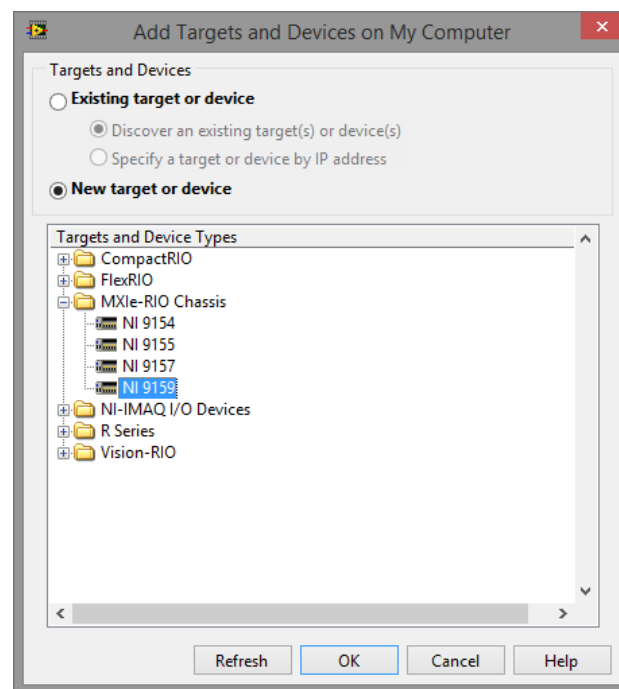 Add Targets and Devices on My Computer
Targets and Devices
Existing target or device
Discover an existing target(s) or device(s)
Specify a target or device by IP address
New target or device
Targets and Device Types
CompactRIO
FlexRIO
MXIe-RIO Chassis
NI 9154
NI 9155
NI 9157
NI 9159
NI-IMAQ I/O Devices
R Series
Vision-RIO
Refresh OK Cancel Help